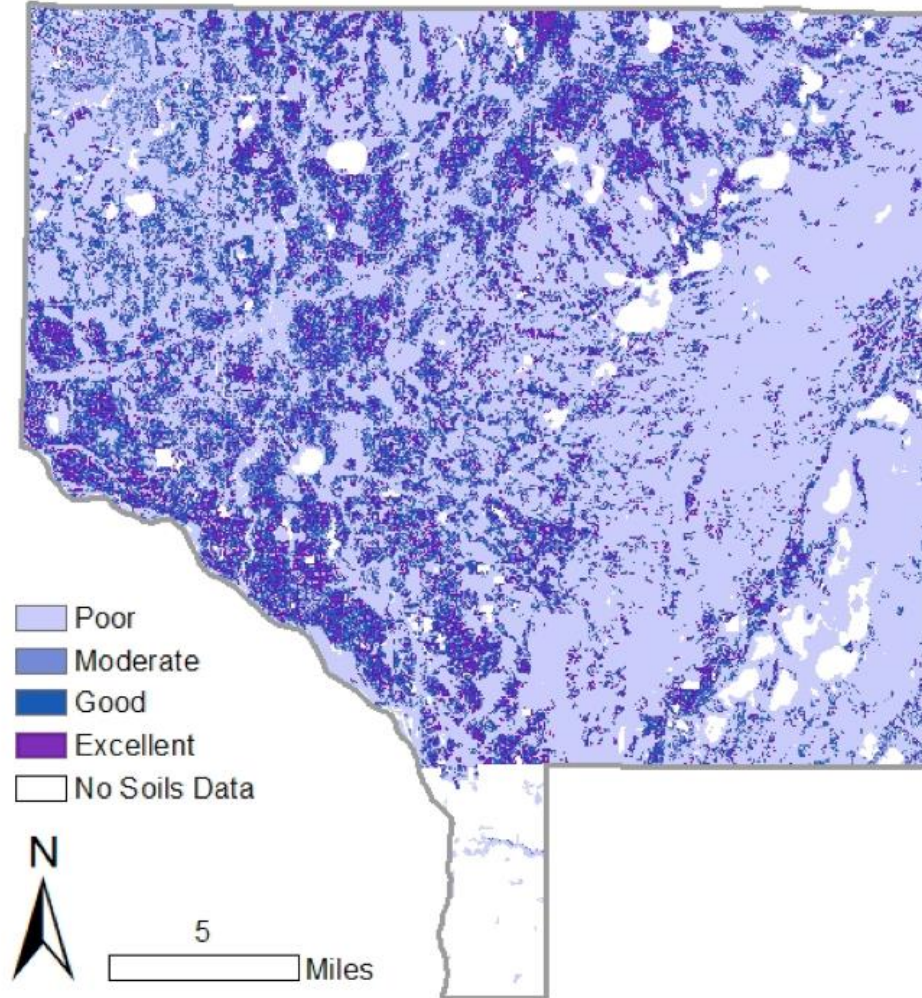 Poor
Moderate
Good
Excellent
No Soils Data
N
5
Miles